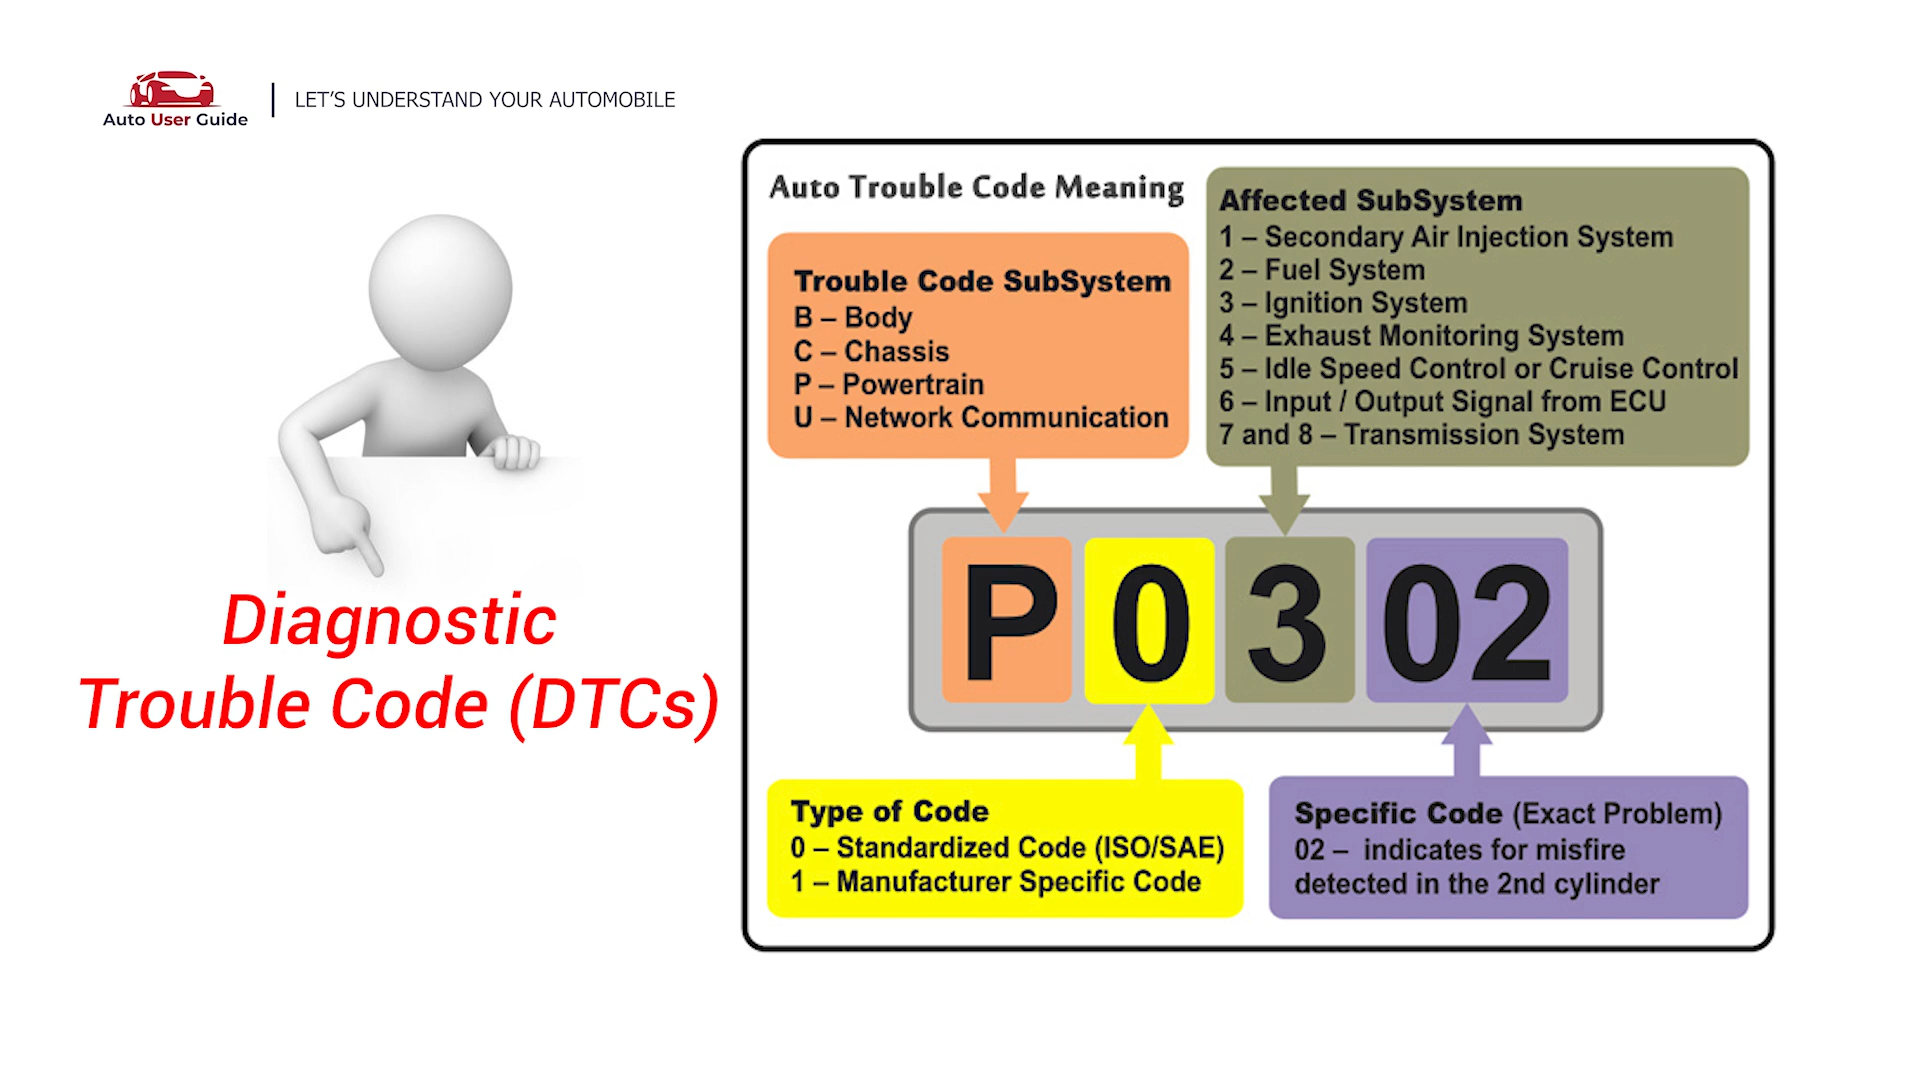 Auto User Guide
LET'S UNDERSTAND YOUR AUTOMOBILE
Diagnostic
Trouble Code (DTCs)
Auto Trouble Code Meaning
Trouble Code SubSystem
B – Body
C – Chassis
P – Powertrain
U – Network Communication
Affected SubSystem
1 – Secondary Air Injection System
2 – Fuel System
3 – Ignition System
4 – Exhaust Monitoring System
5 – Idle Speed Control or Cruise Control
6 – Input / Output Signal from ECU
7 and 8 – Transmission System
P 0 3 02
Type of Code
0 – Standardized Code (ISO/SAE)
1 – Manufacturer Specific Code
Specific Code (Exact Problem)
02 – indicates for misfire
detected in the 2nd cylinder